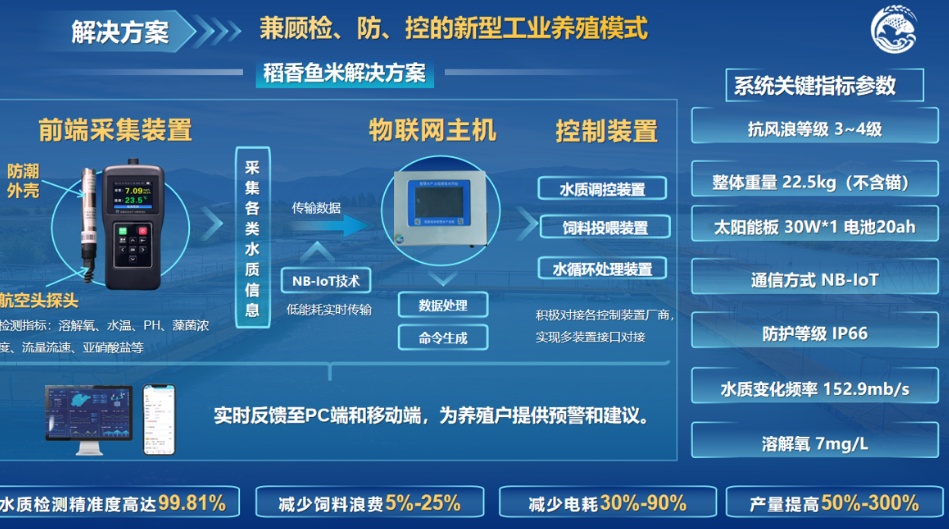 解决方案
兼顾检、防、控的新型工业养殖模式
稻香鱼米解决方案
前端采集装置
物联网主机
控制装置
防潮
外壳
7.09
23.5
航空头探头
检测指标：溶解氧、水温、PH、藻菌浓
度、流量流速、亚硝酸盐等
采集各类水质信息
传输数据
NB-IoT技术
低能耗实时传输
数据处理
命令生成
水质调控装置
饲料投喂装置
水循环处理装置
积极对接各控制装置厂商，
实现多装置接口对接
实时反馈至PC端和移动端，为养殖户提供预警和建议。
系统关键指标参数
抗风浪等级 3~4级
整体重量 22.5kg（不含锚）
太阳能板 30W*1 电池20ah
通信方式 NB-IoT
防护等级 IP66
水质变化频率 152.9mb/s
溶解氧 7mg/L
水质检测精准度高达99.81%
减少饲料浪费5%-25%
减少电耗30%-90%
产量提高50%-300%